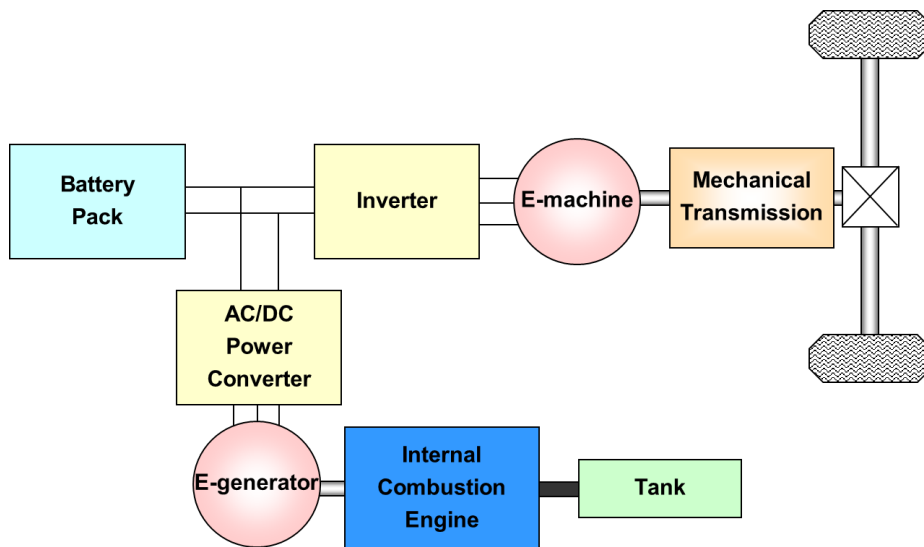 Battery
Pack
Inverter
E-machine
Mechanical
Transmission
AC/DC
Power
Converter
E-generator
Internal
Combustion
Engine
Tank